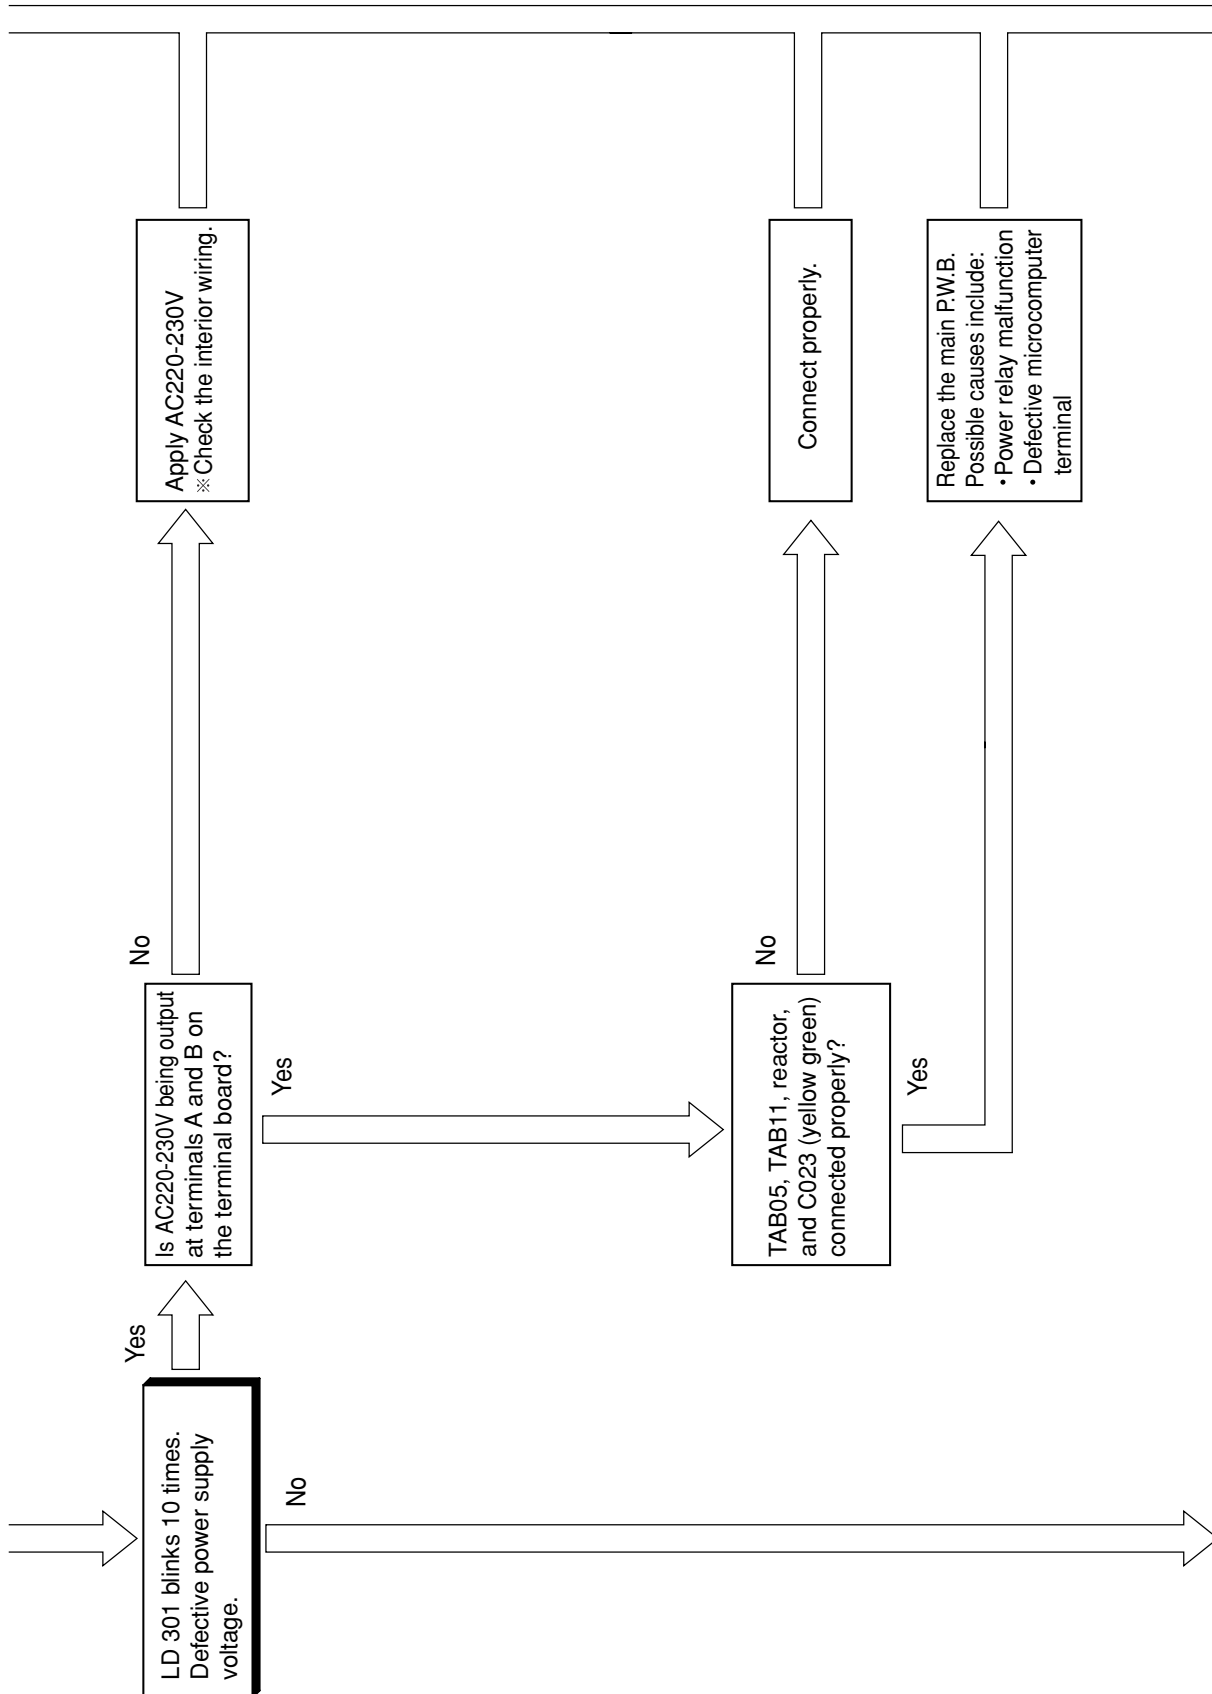 LD 301 blinks 10 times.
Defective power supply
voltage.
Yes
No
Is AC220-230V being output
at terminals A and B on
the terminal board?
No
Yes
Apply AC220-230V
※Check the interior wiring.
TAB05, TAB11, reactor,
and C023 (yellow green)
connected properly?
No
Yes
Connect properly.
Replace the main P.W.B.
Possible causes include:
•Power relay malfunction
• Defective microcomputer
terminal